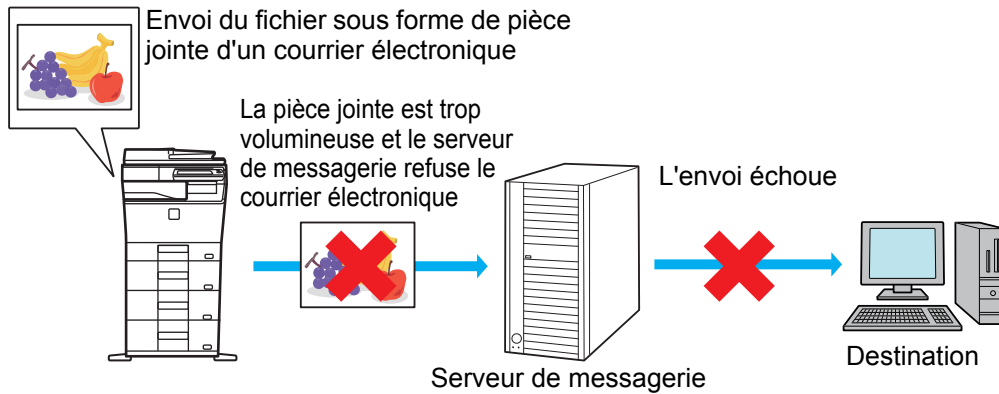 Envoi du fichier sous forme de pièce
jointe d'un courrier électronique
La pièce jointe est trop
volumineuse et le serveur
de messagerie refuse le
courrier électronique
L'envoi échoue
Serveur de messagerie
Destination